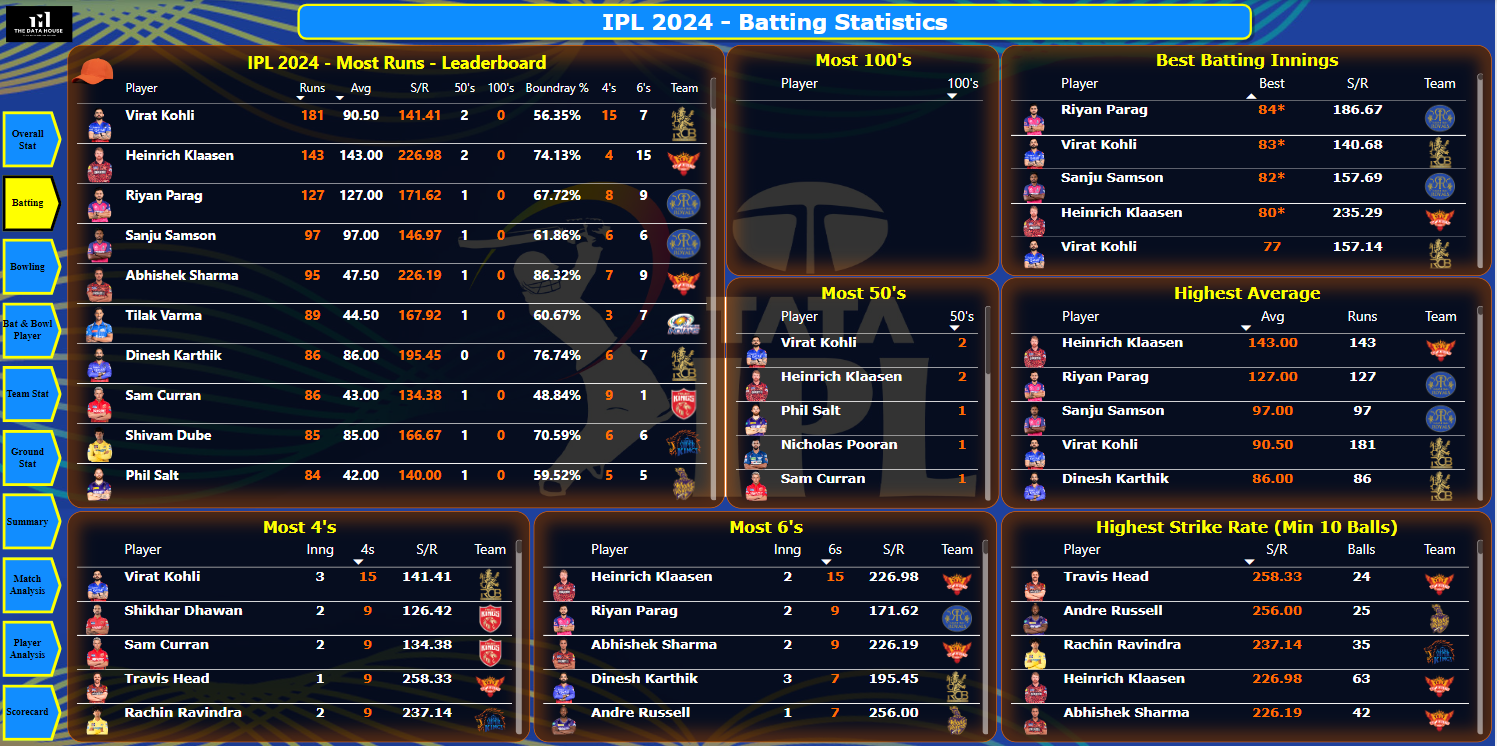 THE DATA HOUSE
IPL 2024 - Batting Statistics
Overall
Stat
Batting
Bowling
Bat & Bowl
Player
Team Stat
Ground
Stat
Summary
Match
Analysis
Player
Analysis
Scorecard
IPL 2024 - Most Runs - Leaderboard
Player Runs Avg S/R 50's 100's Boundray % 4's 6's Team
Virat Kohli 181 90.50 141.41 2 0 56.35% 15 7
Heinrich Klaasen 143 143.00 226.98 2 0 74.13% 4 15
Riyan Parag 127 127.00 171.62 1 0 67.72% 8 9
Sanju Samson 97 97.00 146.97 1 0 61.86% 6 6
Abhishek Sharma 95 47.50 226.19 1 0 86.32% 7 9
Tilak Varma 89 44.50 167.92 1 0 60.67% 3 7
Dinesh Karthik 86 86.00 195.45 0 0 76.74% 6 7
Sam Curran 86 43.00 134.38 1 0 48.84% 9 1
Shivam Dube 85 85.00 166.67 1 0 70.59% 6 6
Phil Salt 84 42.00 140.00 1 0 59.52% 5 5
Most 100's
Player 100's
TATA
IPL
Most 50's
Player 50's
Virat Kohli 2
Heinrich Klaasen 2
Phil Salt 1
Nicholas Pooran 1
Sam Curran 1
Best Batting Innings
Player Best S/R Team
Riyan Parag 84* 186.67
Virat Kohli 83* 140.68
Sanju Samson 82* 157.69
Heinrich Klaasen 80* 235.29
Virat Kohli 77 157.14
Highest Average
Player Avg Runs Team
Heinrich Klaasen 143.00 143
Riyan Parag 127.00 127
Sanju Samson 97.00 97
Virat Kohli 90.50 181
Dinesh Karthik 86.00 86
Most 4's
Player Inng 4s S/R Team
Virat Kohli 3 15 141.41
Shikhar Dhawan 2 9 126.42
Sam Curran 2 9 134.38
Travis Head 1 9 258.33
Rachin Ravindra 2 9 237.14
Most 6's
Player Inng 6s S/R Team
Heinrich Klaasen 2 15 226.98
Riyan Parag 2 9 171.62
Abhishek Sharma 2 9 226.19
Dinesh Karthik 3 7 195.45
Andre Russell 1 7 256.00
Highest Strike Rate (Min 10 Balls)
Player S/R Balls Team
Travis Head 258.33 24
Andre Russell 256.00 25
Rachin Ravindra 237.14 35
Heinrich Klaasen 226.98 63
Abhishek Sharma 226.19 42